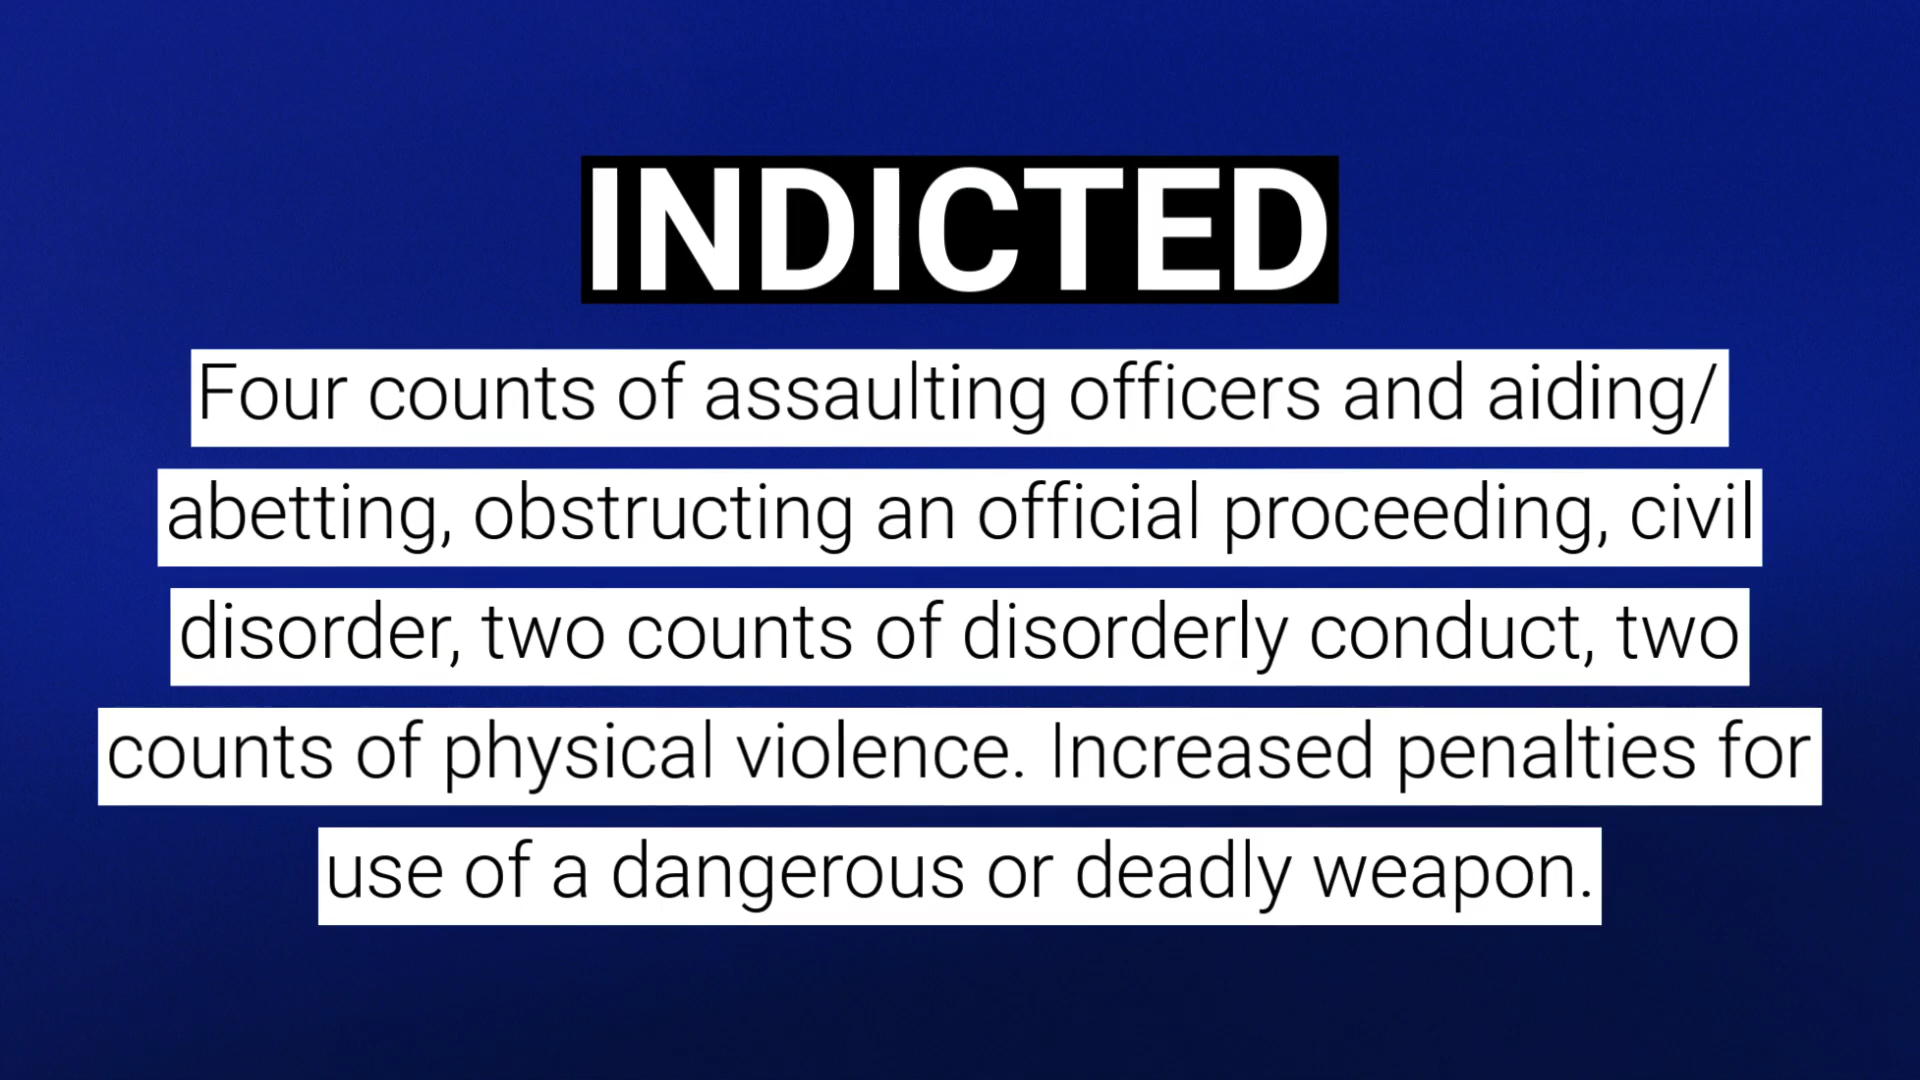 INDICTED
Four counts of assaulting officers and aiding/
abetting, obstructing an official proceeding, civil
disorder, two counts of disorderly conduct, two
counts of physical violence. Increased penalties for
use of a dangerous or deadly weapon.